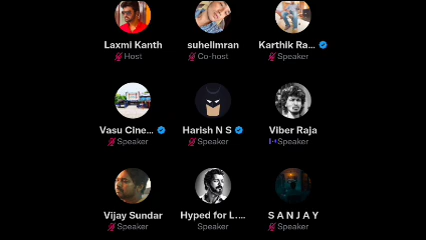 Laxmi Kanth
Host
suhelimran
Co-host
Karthik Ra...
Speaker
Vasu Cine...
Speaker
Harish N S
Speaker
Viber Raja
Speaker
Vijay Sundar
Speaker
Hyped for L....
Speaker
S A N J A Y
Speaker